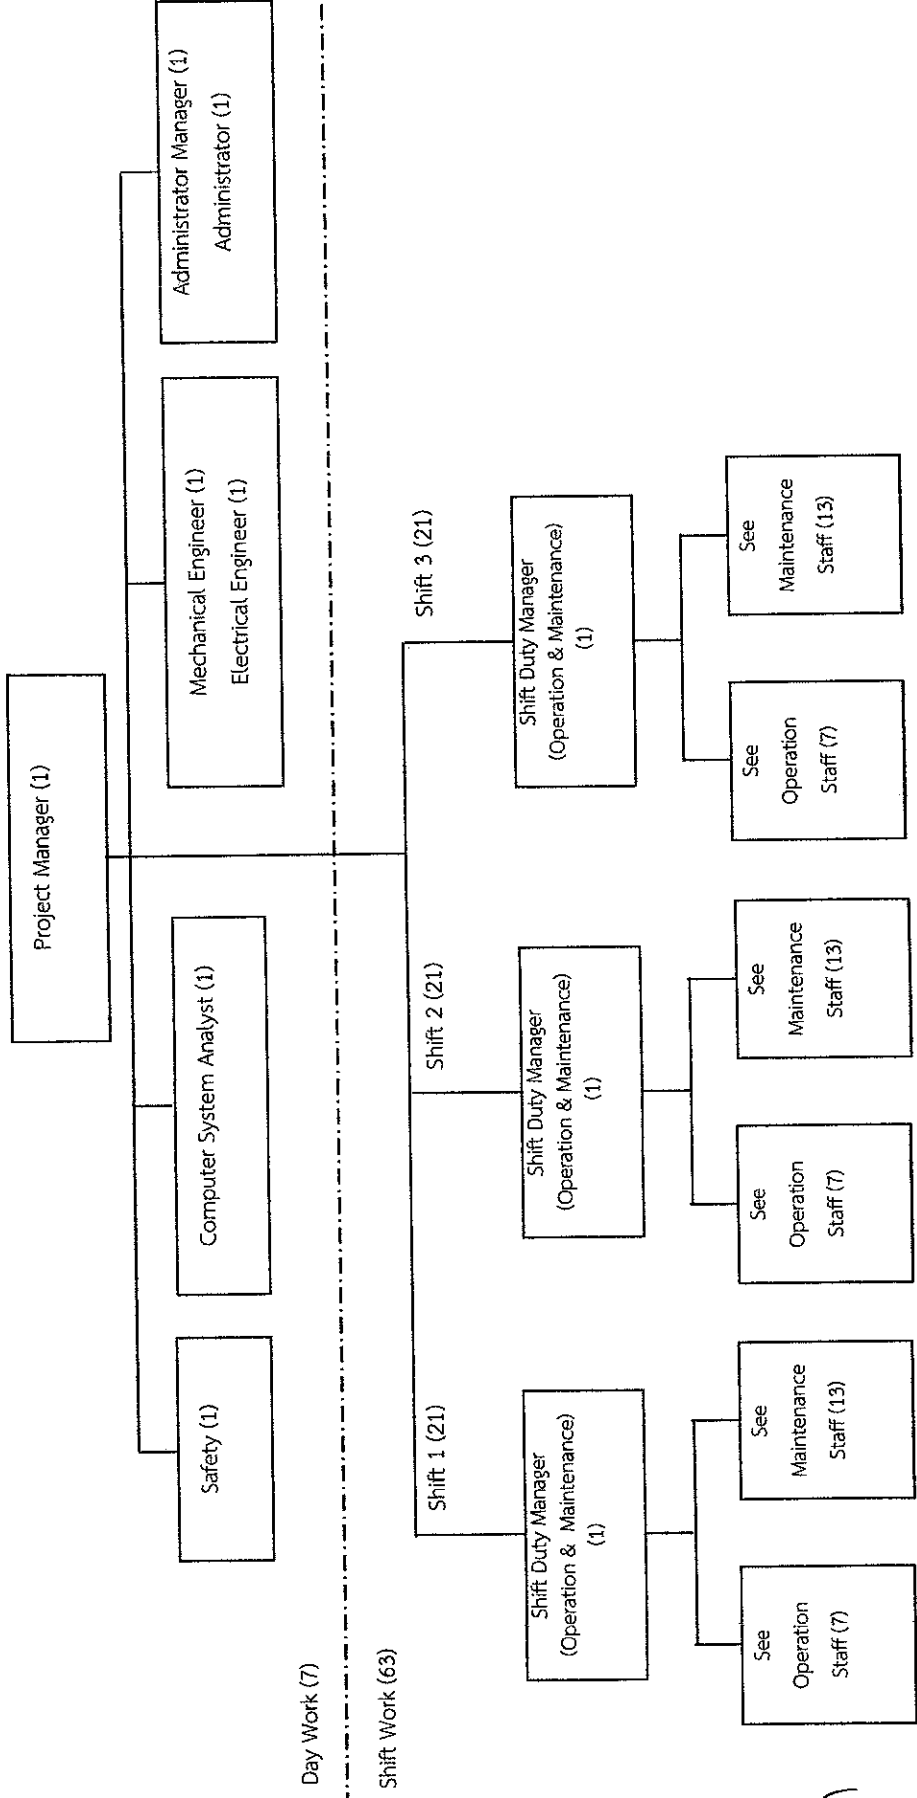 Project Manager (1)
Safety (1)
Computer System Analyst (1)
Mechanical Engineer (1)
Electrical Engineer (1)
Administrator Manager (1)
Administrator (1)
Day Work (7)
Shift Work (63)
Shift 1 (21)
Shift 2 (21)
Shift 3 (21)
Shift Duty Manager
(Operation & Maintenance)
(1)
Shift Duty Manager
(Operation & Maintenance)
(1)
Shift Duty Manager
(Operation & Maintenance)
(1)
See
Operation
Staff (7)
See
Maintenance
Staff (13)
See
Operation
Staff (7)
See
Maintenance
Staff (13)
See
Operation
Staff (7)
See
Maintenance
Staff (13)